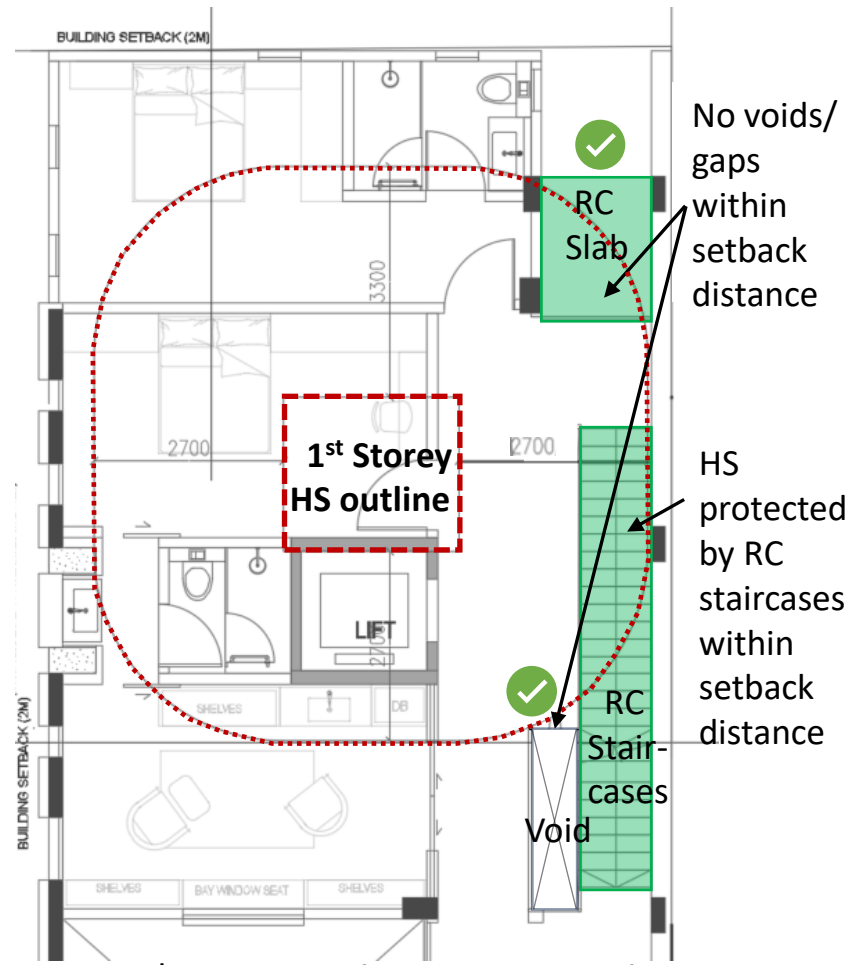 BUILDING SETBACK (2M)
No voids/
gaps
within
setback
distance
RC
Slab
3300
2700
2700
1st Storey
HS outline
HS
protected
by RC
staircases
within
setback
distance
LIFT
2700
SHELVES
DB
RC
Stair-
cases
Void
BUILDING SETBACK (2M)
SHELVES
BAY WINDOW SEAT
SHELVES